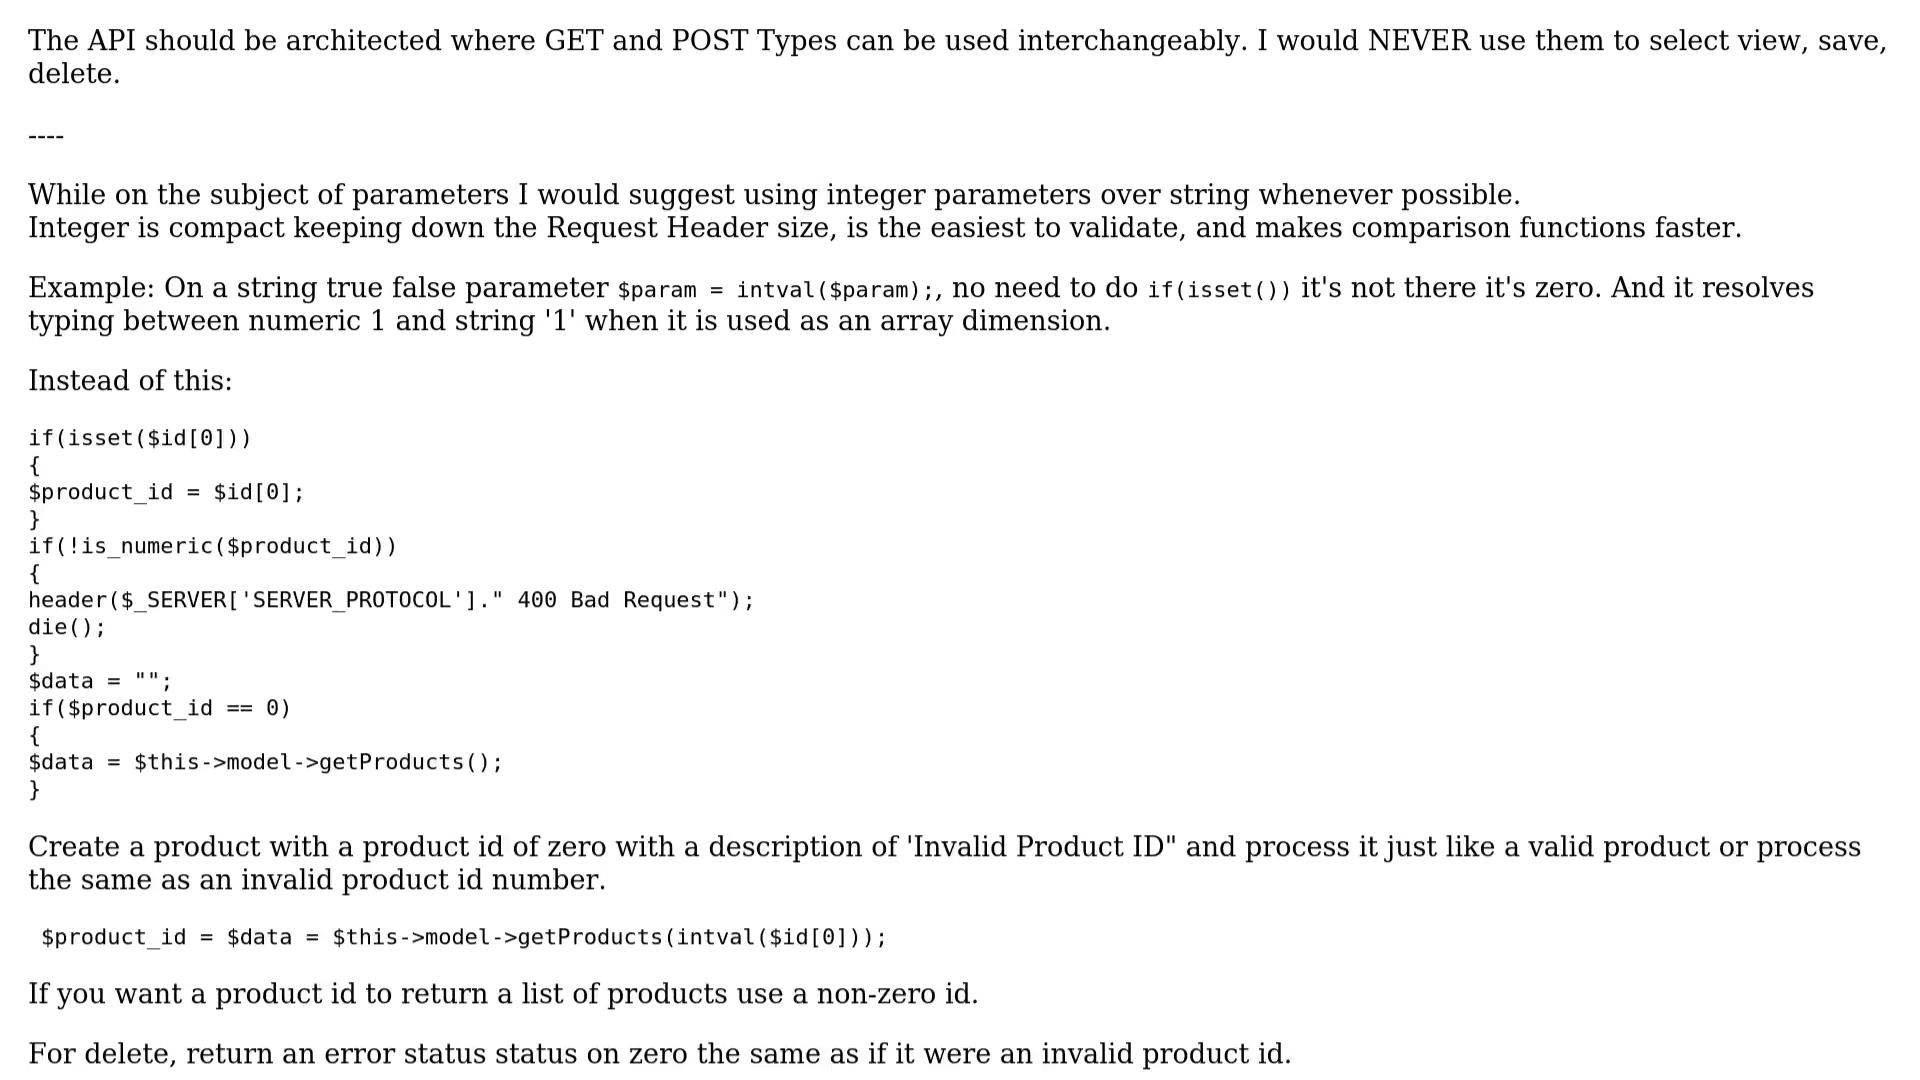 The API should be architected where GET and POST Types can be used interchangeably. I would NEVER use them to select view, save,
delete.
----
While on the subject of parameters I would suggest using integer parameters over string whenever possible.
Integer is compact keeping down the Request Header size, is the easiest to validate, and makes comparison functions faster.
Example: On a string true false parameter $param = intval($param);, no need to do if(isset()) it's not there it's zero. And it resolves
typing between numeric 1 and string '1' when it is used as an array dimension.
Instead of this:
if(isset($id[0]))
{
$product_id = $id[0];
}
if(!is_numeric($product_id))
{
header($_SERVER['SERVER_PROTOCOL']." 400 Bad Request");
die();
}
$data = "";
if($product_id == 0)
{
$data = $this->model->getProducts();
}
Create a product with a product id of zero with a description of 'Invalid Product ID" and process it just like a valid product or process
the same as an invalid product id number.
$product_id = $data = $this->model->getProducts(intval($id[0]));
If you want a product id to return a list of products use a non-zero id.
For delete, return an error status status on zero the same as if it were an invalid product id.